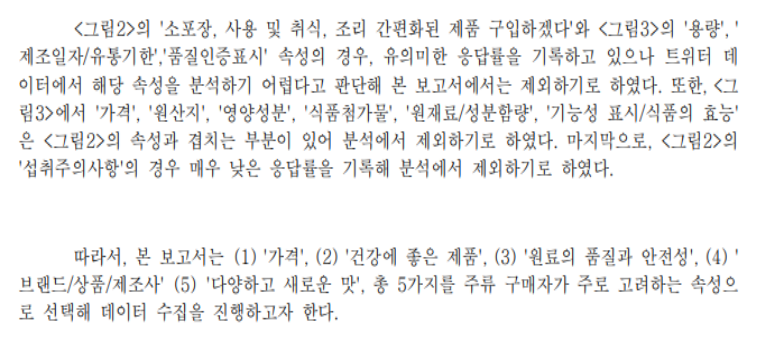 <그림2>의 '소포장, 사용 및 취식, 조리 간편화된 제품 구입하겠다'와 <그림3>의 '용량', '
제조일자/유통기한','품질인증표시' 속성의 경우, 유의미한 응답률을 기록하고 있으나 트위터 데
이터에서 해당 속성을 분석하기 어렵다고 판단해 본 보고서에서는 제외하기로 하였다. 또한, <그
림3>에서 '가격', '원산지', '영양성분', '식품첨가물', '원재료/성분함량', '기능성 표시/식품의 효능'
은 <그림2>의 속성과 겹치는 부분이 있어 분석에서 제외하기로 하였다. 마지막으로, <그림2>의
'섭취주의사항'의 경우 매우 낮은 응답률을 기록해 분석에서 제외하기로 하였다.
따라서, 본 보고서는 (1) '가격', (2) '건강에 좋은 제품', (3) '원료의 품질과 안전성', (4) '
브랜드/상품/제조사' (5) '다양하고 새로운 맛', 총 5가지를 주류 구매자가 주로 고려하는 속성으
로 선택해 데이터 수집을 진행하고자 한다.